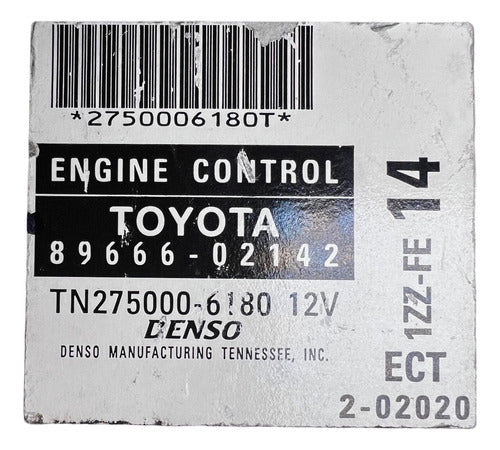 *2750006180T*
ENGINE CONTROL
TOYOTA
89666-02142
TN275000-6180 12V
DENSO
DENSO MANUFACTURING TENNESSEE, INC.
1ZZ-FE 14
ECT
2-02020